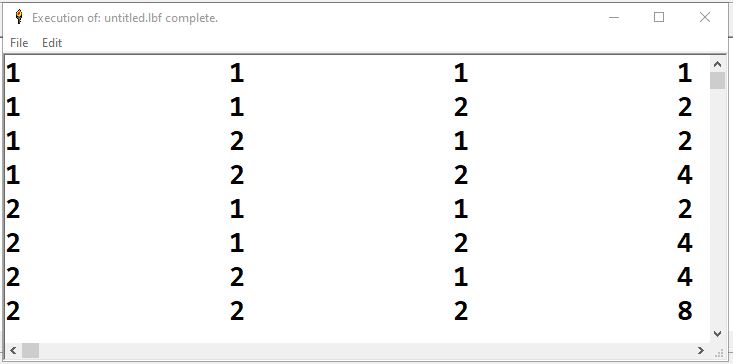 Execution of: untitled.lbf complete.
File Edit
1 1 1 1
1 1 2 2
1 2 1 2
1 2 2 4
2 1 1 2
2 1 2 4
2 2 1 4
2 2 2 8